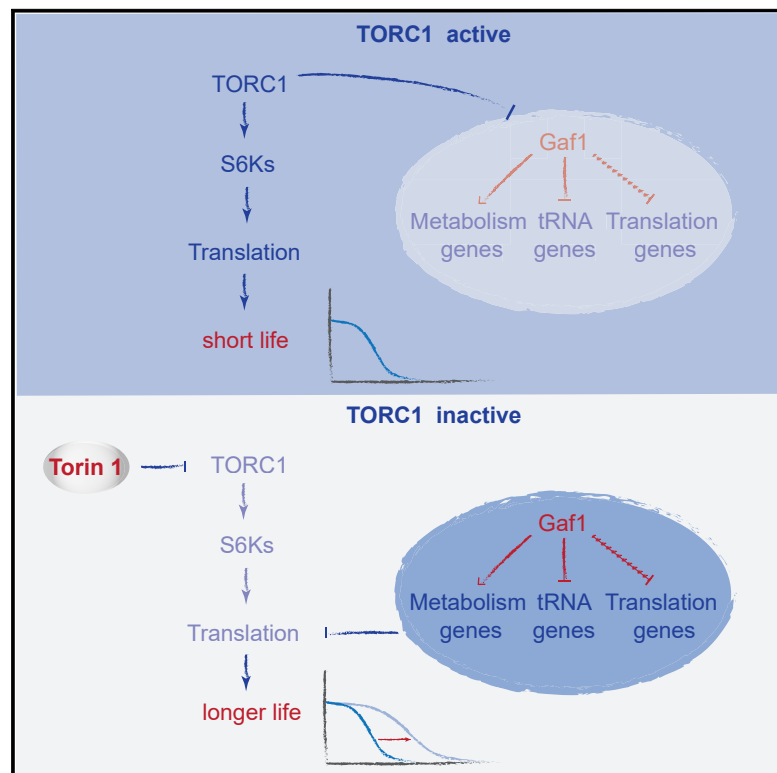 TORC1 active
TORC1
S6Ks
Translation
short life
Gaf1
Metabolism tRNA Translation
genes genes genes
TORC1 inactive
Torin 1
TORC1
S6Ks
Translation
longer life
Gaf1
Metabolism tRNA Translation
genes genes genes